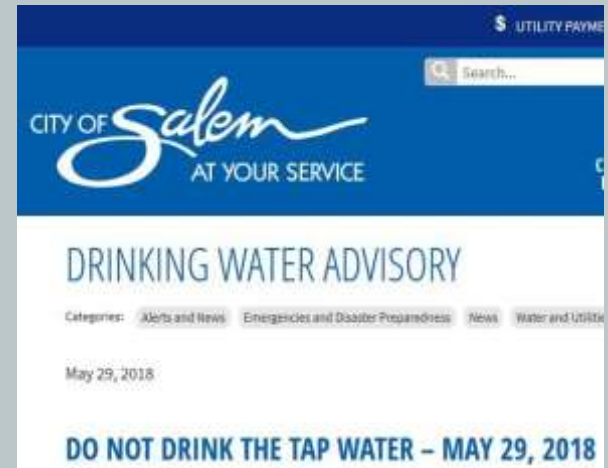 $ UTILITY PAYME
Search...
CITY OF Salem
AT YOUR SERVICE
DRINKING WATER ADVISORY
Categories: Alerts and News Emergencies and Disaster Preparedness News Water and Utilitie
May 29, 2018
DO NOT DRINK THE TAP WATER – MAY 29, 2018